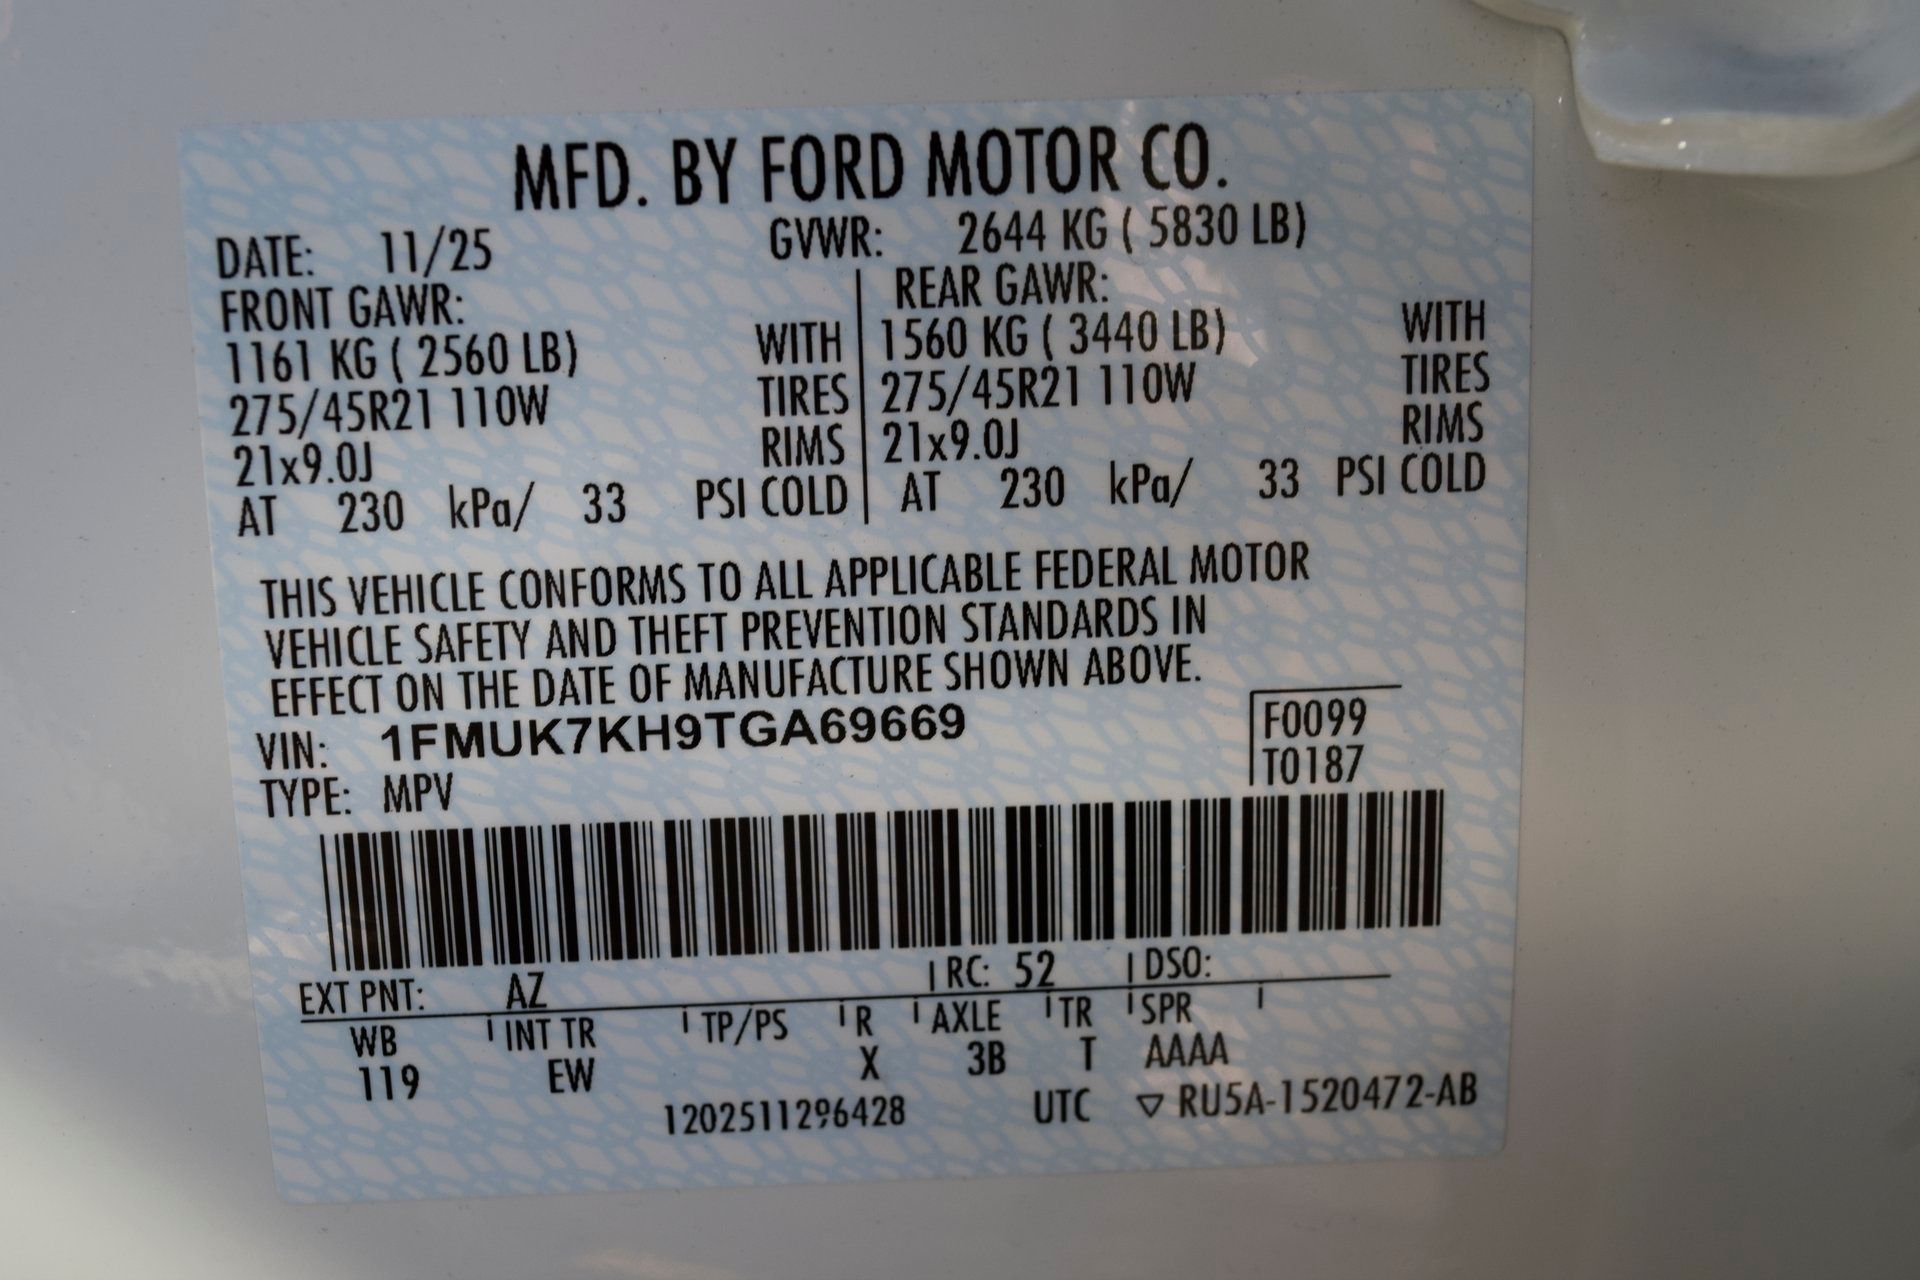 MFD. BY FORD MOTOR CO.
DATE: 11/25 GVWR: 2644 KG ( 5830 LB)
FRONT GAWR: REAR GAWR:
1161 KG ( 2560 LB) WITH 1560 KG ( 3440 LB) WITH
275/45R21 110W TIRES 275/45R21 110W TIRES
21x9.0J RIMS 21x9.0J RIMS
AT 230 kPa/ 33 PSI COLD AT 230 kPa/ 33 PSI COLD
THIS VEHICLE CONFORMS TO ALL APPLICABLE FEDERAL MOTOR
VEHICLE SAFETY AND THEFT PREVENTION STANDARDS IN
EFFECT ON THE DATE OF MANUFACTURE SHOWN ABOVE.
VIN: 1FMUK7KH9TGA69669 F0099
TYPE: MPV T0187
EXT PNT: AZ RC: 52 DSO:
WB INT TR TP/PS R AXLE TR SPR
119 EW X 3B T AAAA
1202511296428 UTC ▽ RU5A-1520472-AB